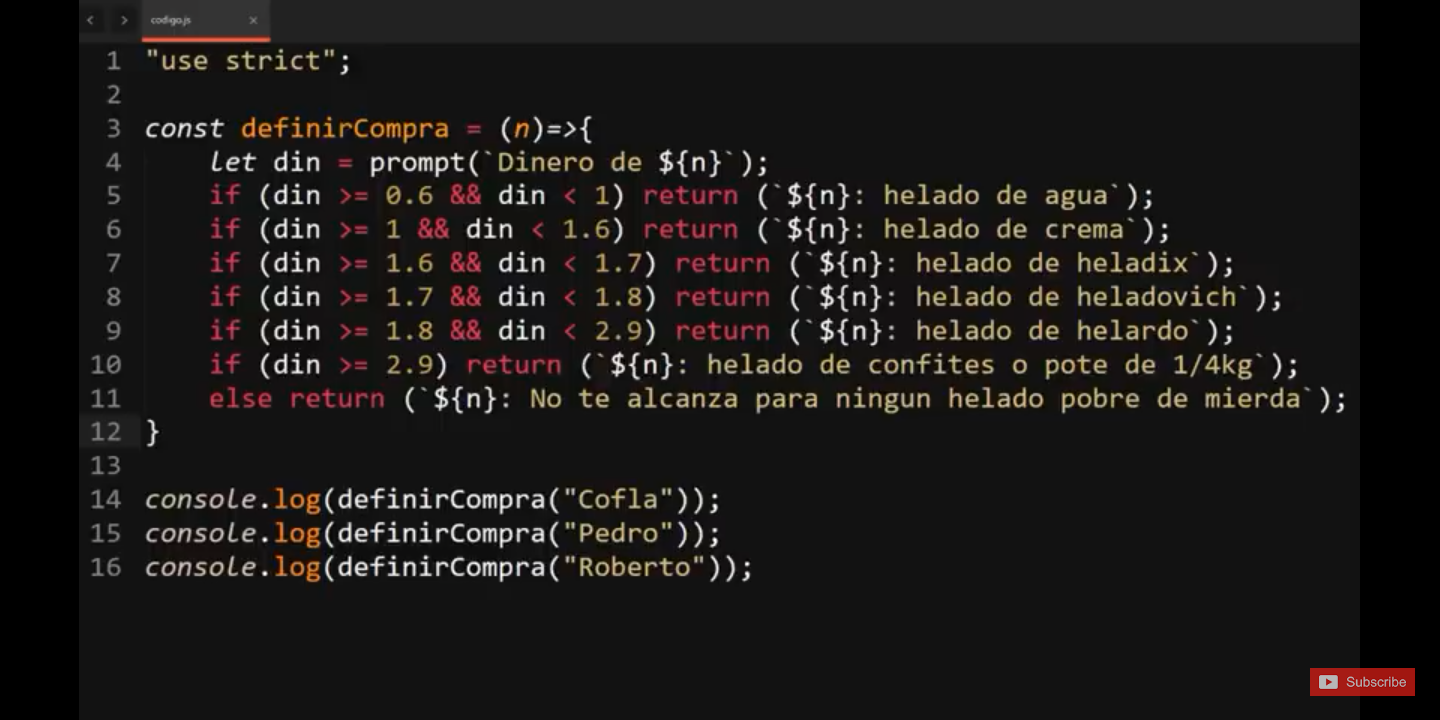 codigo.js
1 "use strict";
2
3 const definirCompra = (n)=>{
4 let din = prompt(`Dinero de ${n}`);
5 if (din >= 0.6 && din < 1) return (`${n}: helado de agua`);
6 if (din >= 1 && din < 1.6) return (`${n}: helado de crema`);
7 if (din >= 1.6 && din < 1.7) return (`${n}: helado de heladix`);
8 if (din >= 1.7 && din < 1.8) return (`${n}: helado de heladovich`);
9 if (din >= 1.8 && din < 2.9) return (`${n}: helado de helardo`);
10 if (din >= 2.9) return (`${n}: helado de confites o pote de 1/4kg`);
11 else return (`${n}: No te alcanza para ningun helado pobre de mierda`);
12 }
13
14 console.log(definirCompra("Cofla"));
15 console.log(definirCompra("Pedro"));
16 console.log(definirCompra("Roberto"));
Subscribe